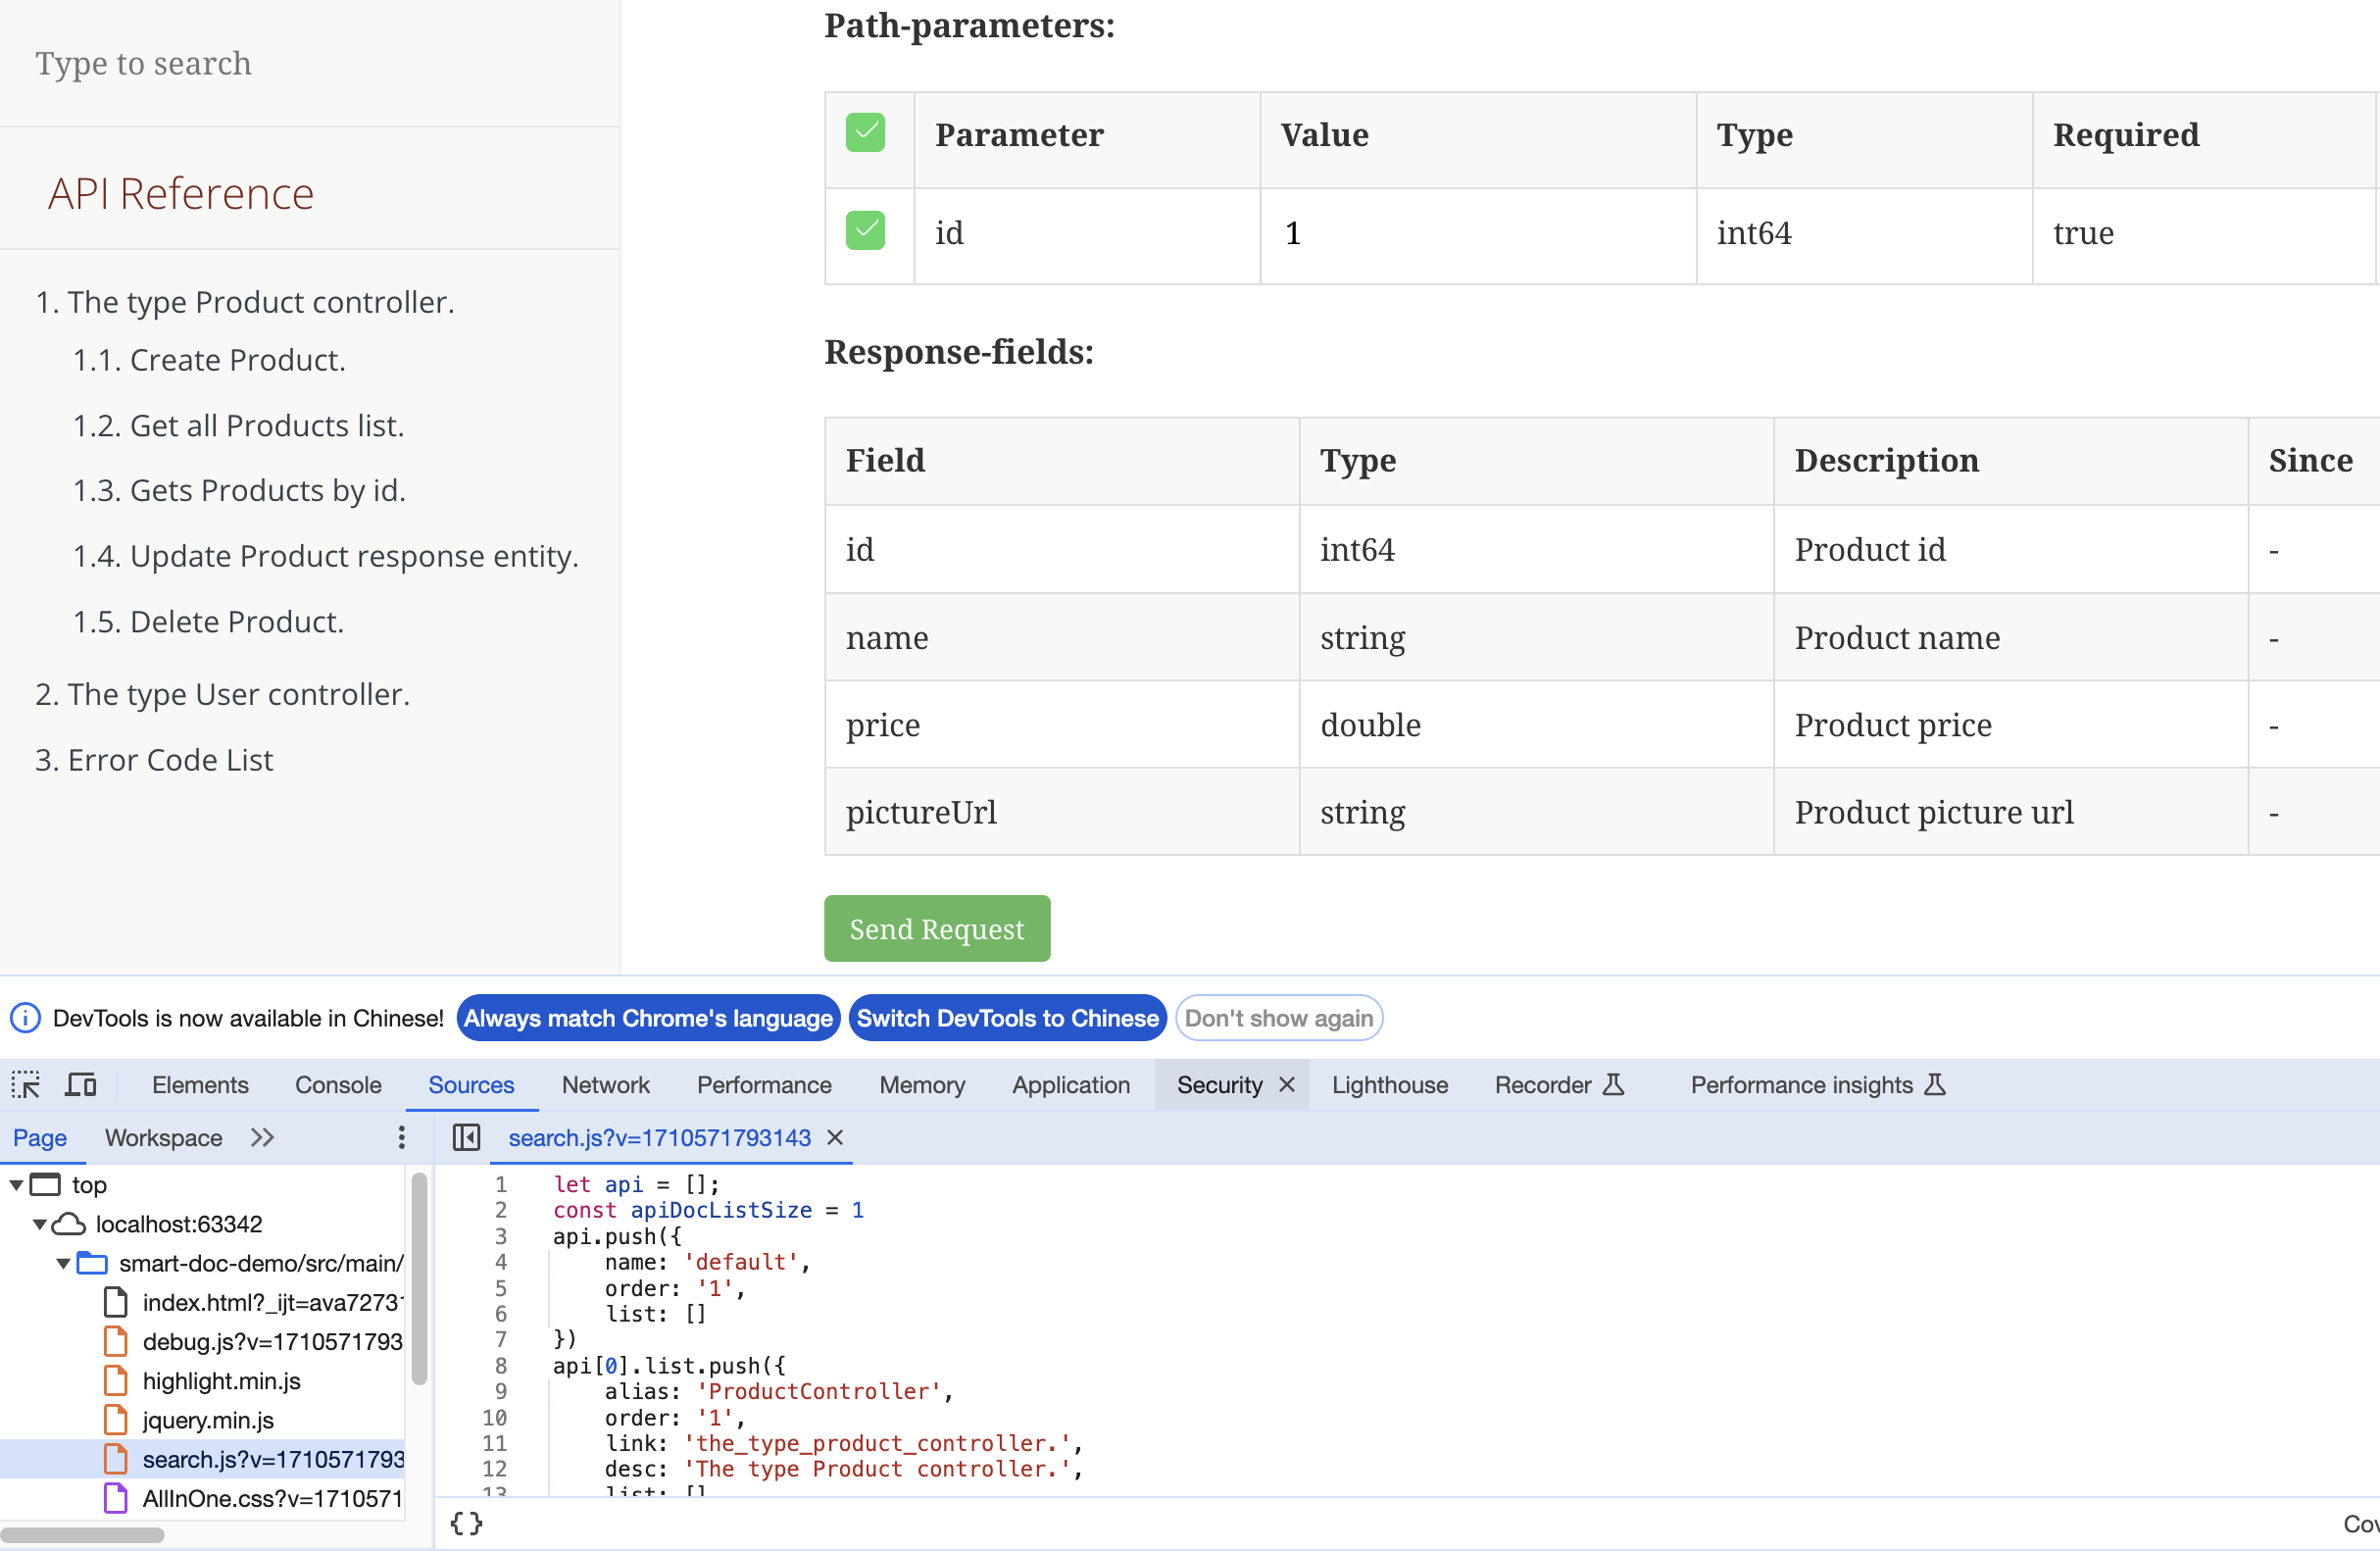 Type to search
API Reference
1. The type Product controller.
1.1. Create Product.
1.2. Get all Products list.
1.3. Gets Products by id.
1.4. Update Product response entity.
1.5. Delete Product.
2. The type User controller.
3. Error Code List
Path-parameters:
Parameter Value Type Required
id 1 int64 true
Response-fields:
Field Type Description Since
id int64 Product id -
name string Product name -
price double Product price -
pictureUrl string Product picture url -
Send Request
DevTools is now available in Chinese! Always match Chrome's language Switch DevTools to Chinese Don't show again
Elements Console Sources Network Performance Memory Application Security Lighthouse Recorder Performance insights
Page Workspace
top
localhost:63342
smart-doc-demo/src/main/
index.html?_ijt=ava7273
debug.js?v=1710571793
highlight.min.js
jquery.min.js
search.js?v=1710571793
AllInOne.css?v=1710571
search.js?v=1710571793143
1 let api = [];
2 const apiDocListSize = 1
3 api.push({
4 name: 'default',
5 order: '1',
6 list: []
7 })
8 api[0].list.push({
9 alias: 'ProductController',
10 order: '1',
11 link: 'the_type_product_controller.',
12 desc: 'The type Product controller.',
13 list: []
{}